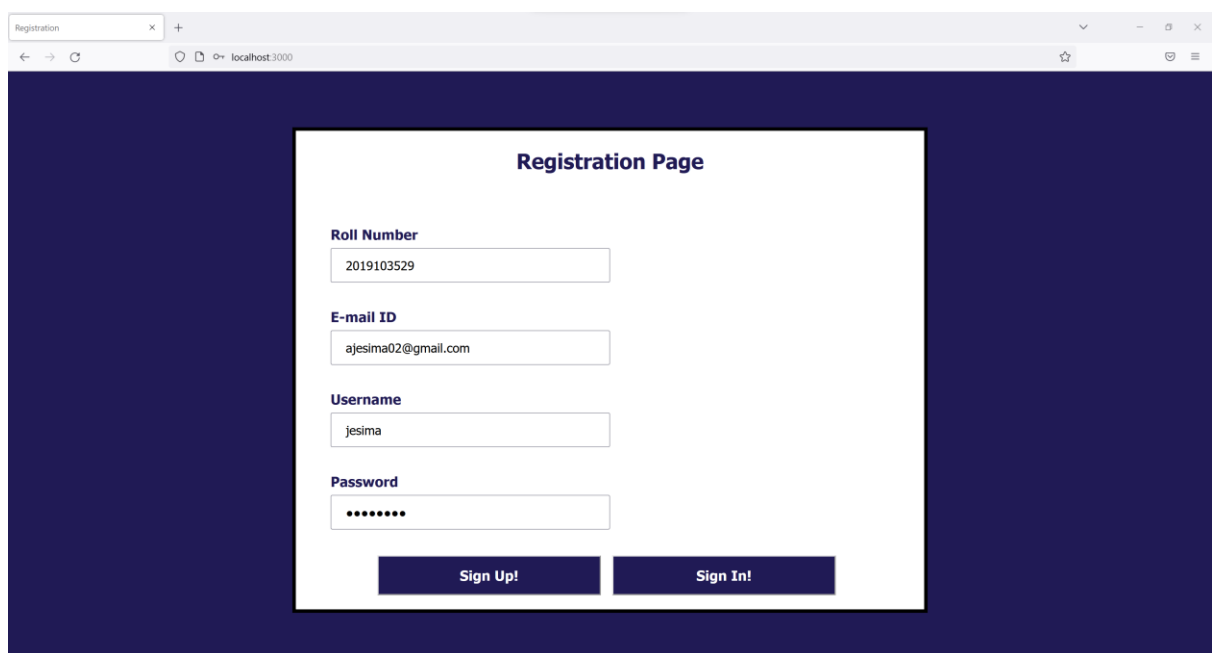 Registration
localhost:3000
Registration Page
Roll Number
2019103529
E-mail ID
ajesima02@gmail.com
Username
jesima
Password
••••••••
Sign Up! Sign In!